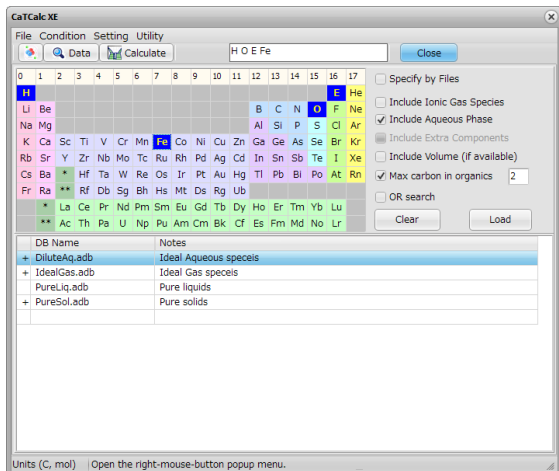 CaTCalc XE
File Condition Setting Utility
Data Calculate H O E Fe Close
0 1 2 3 4 5 6 7 8 9 10 11 12 13 14 15 16 17
H E He
Li Be B C N O F Ne
Na Mg Al Si P S Cl Ar
K Ca Sc Ti V Cr Mn Fe Co Ni Cu Zn Ga Ge As Se Br Kr
Rb Sr Y Zr Nb Mo Tc Ru Rh Pd Ag Cd In Sn Sb Te I Xe
Cs Ba * Hf Ta W Re Os Ir Pt Au Hg Tl Pb Bi Po At Rn
Fr Ra ** Rf Db Sg Bh Hs Mt Ds Rg Ub
* La Ce Pr Nd Pm Sm Eu Gd Tb Dy Ho Er Tm Yb Lu
** Ac Th Pa U Np Pu Am Cm Bk Cf Es Fm Md No Lr
Specify by Files
Include Ionic Gas Species
Include Aqueous Phase
Include Extra Components
Include Volume (if available)
Max carbon in organics 2
OR search
Clear Load
DB Name Notes
+ DiluteAq.adb Ideal Aqueous speceis
+ IdealGas.adb Ideal Gas speceis
PureLiq.adb Pure liquids
+ PureSol.adb Pure solids
Units (C, mol) Open the right-mouse-button popup menu.